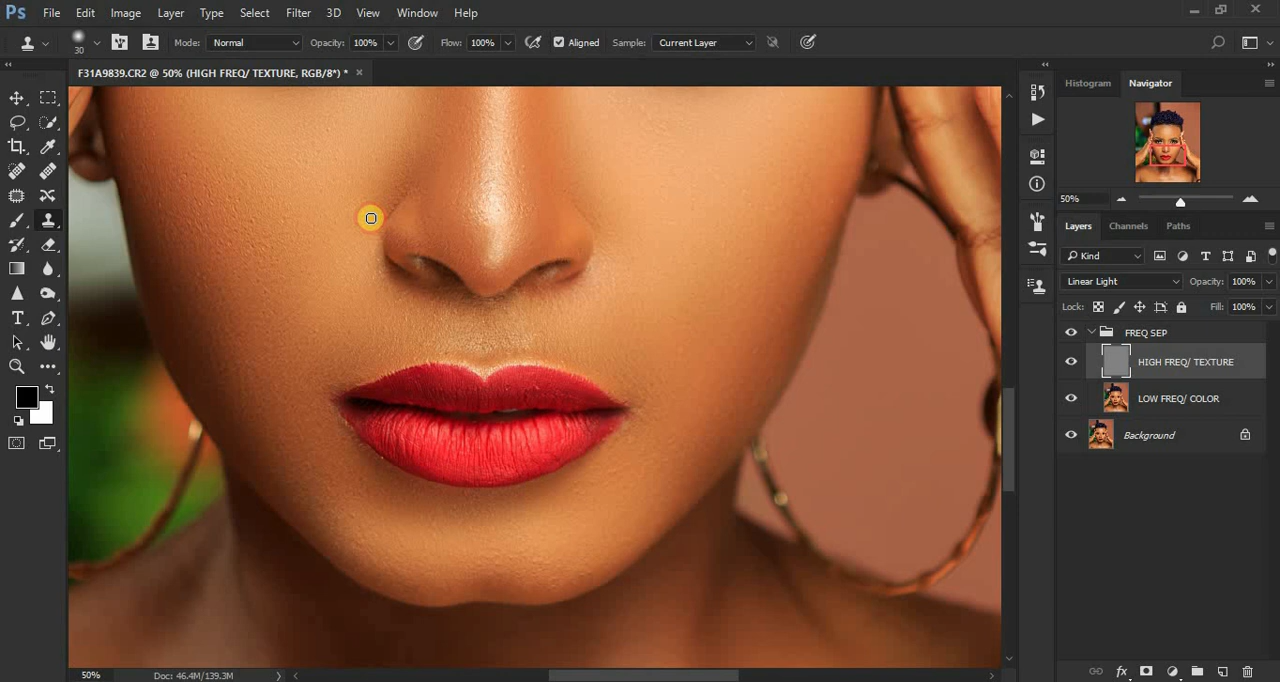 Ps File Edit Image Layer Type Select Filter 3D View Window Help
30 Mode: Normal Opacity: 100% Flow: 100% Aligned Sample: Current Layer
F31A9839.CR2 @ 50% (HIGH FREQ/ TEXTURE, RGB/8*) * ×
Histogram Navigator
50%
Layers Channels Paths
Kind
Linear Light Opacity: 100%
Lock: Fill: 100%
FREQ SEP
HIGH FREQ/ TEXTURE
LOW FREQ/ COLOR
Background
50% Doc: 46.4M/139.3M